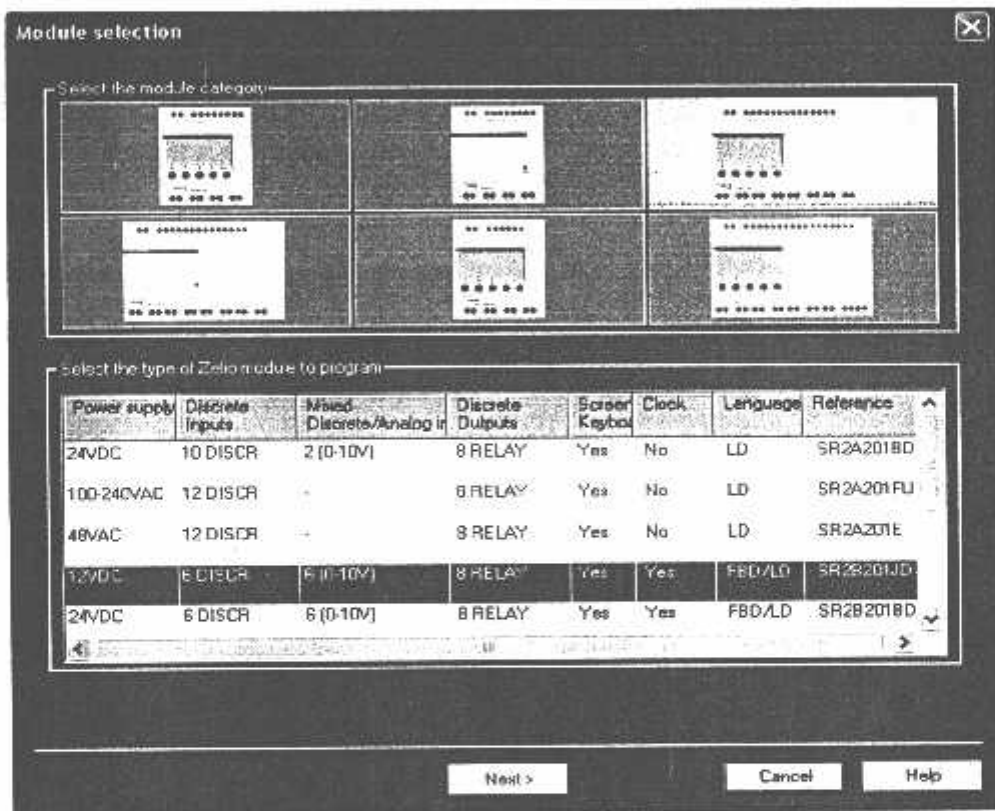 Module selection
Select the module category
Select the type of Zelio module to program
Power supply Discrete Inputs Mixed Discrete/Analog in Discrete Outputs Screen Keyboa Clock Language Reference
24VDC 10 DISCR 2 (0-10V) 8 RELAY Yes No LD SR2A201BD
100-240VAC 12 DISCR - 8 RELAY Yes No LD SR2A201FU
48VAC 12 DISCR - 8 RELAY Yes No LD SR2A201E
12VDC 6 DISCR 6 (0-10V) 8 RELAY Yes Yes FBD/LD SR2B201JD
24VDC 6 DISCR 6 (0-10V) 8 RELAY Yes Yes FBD/LD SR2B201BD
Next >
Cancel
Help